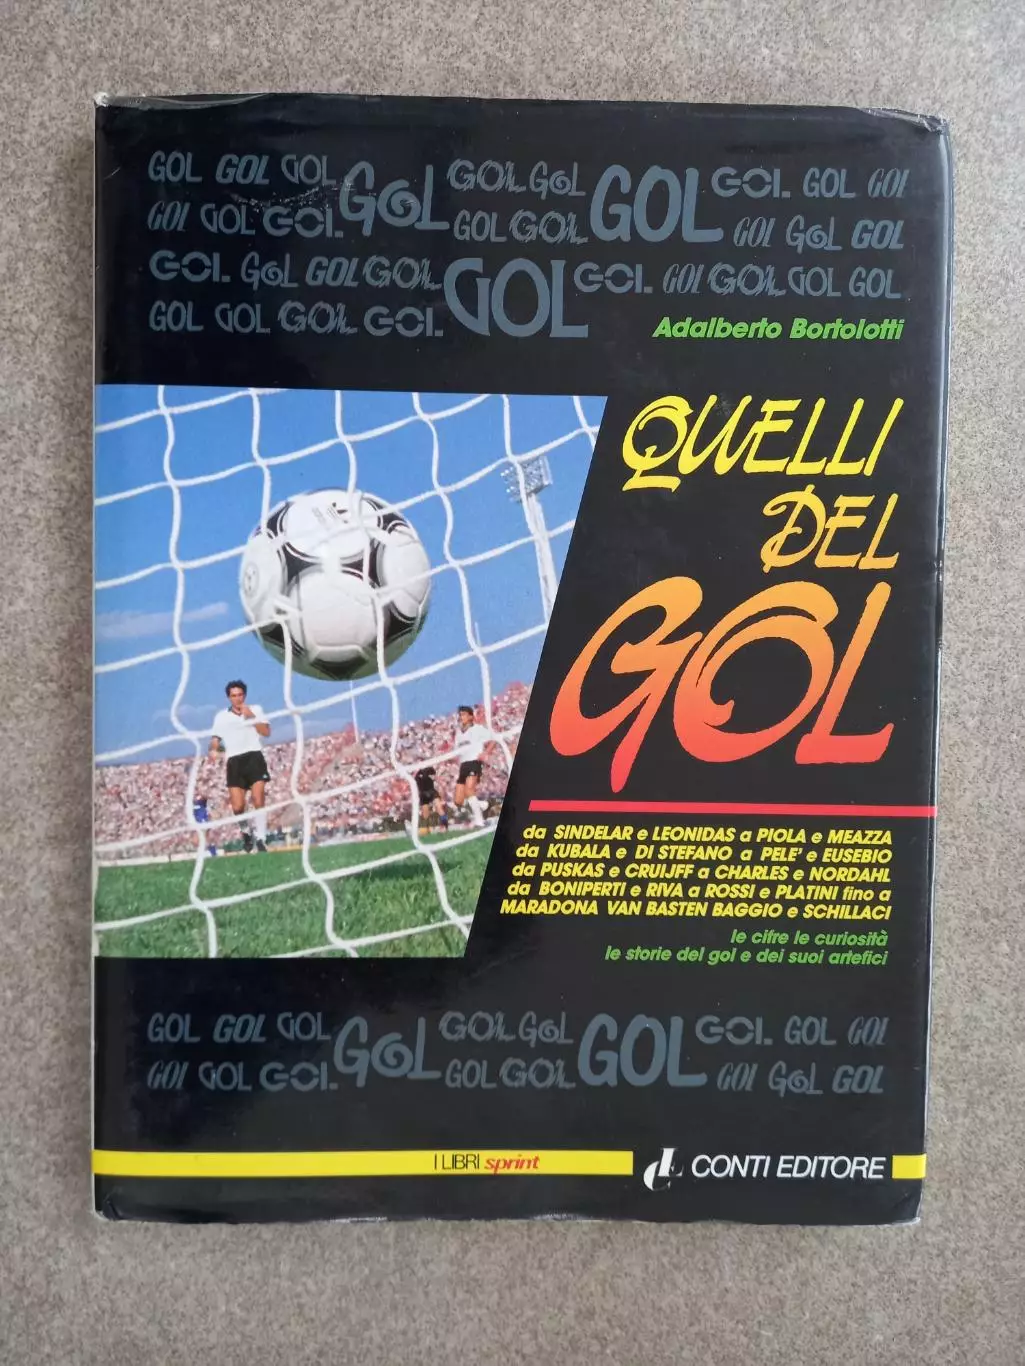 GOL GOL GOL GOL GOL GOL GOL GOL GOL GOL
GOL GOL GOL GOL GOL GOL GOL GOL
GOL GOL GOL GOL GOL GOL GOL GOL GOL GOL
GOL GOL GOL GOL
Adalberto Bortolotti
QUELLI
DEL
GOL
da SINDELAR e LEONIDAS a PIOLA e MEAZZA
da KUBALA e DI STEFANO a PELE' e EUSEBIO
da PUSKAS e CRUIJFF a CHARLES e NORDAHL
da BONIPERTI e RIVA a ROSSI e PLATINI fino a
MARADONA VAN BASTEN BAGGIO e SCHILLACI
le cifre le curiosità
le storie del gol e dei suoi artefici
GOL GOL GOL GOL GOL GOL GOL GOL GOL GOL
GOL GOL GOL GOL GOL GOL GOL GOL
I LIBRI sprint
CONTI EDITORE